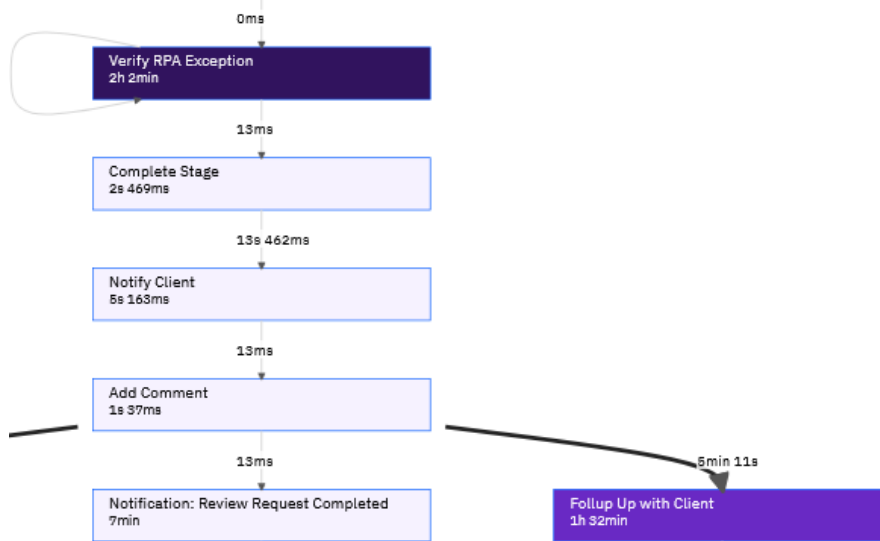 0ms
Verify RPA Exception
2h 2min
13ms
Complete Stage
2s 469ms
13s 462ms
Notify Client
5s 163ms
13ms
Add Comment
1s 37ms
13ms
5min 11s
Notification: Review Request Completed
7min
Follup Up with Client
1h 32min